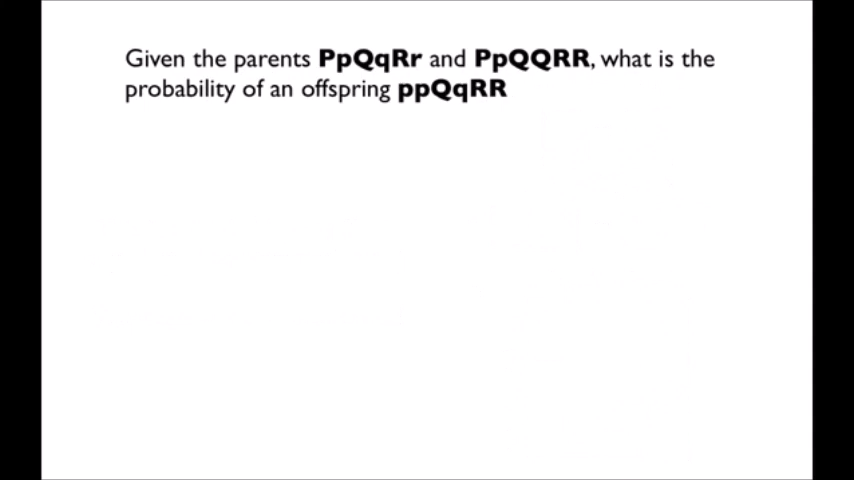 Given the parents PpQqRr and PpQQRR, what is the
probability of an offspring ppQqRR